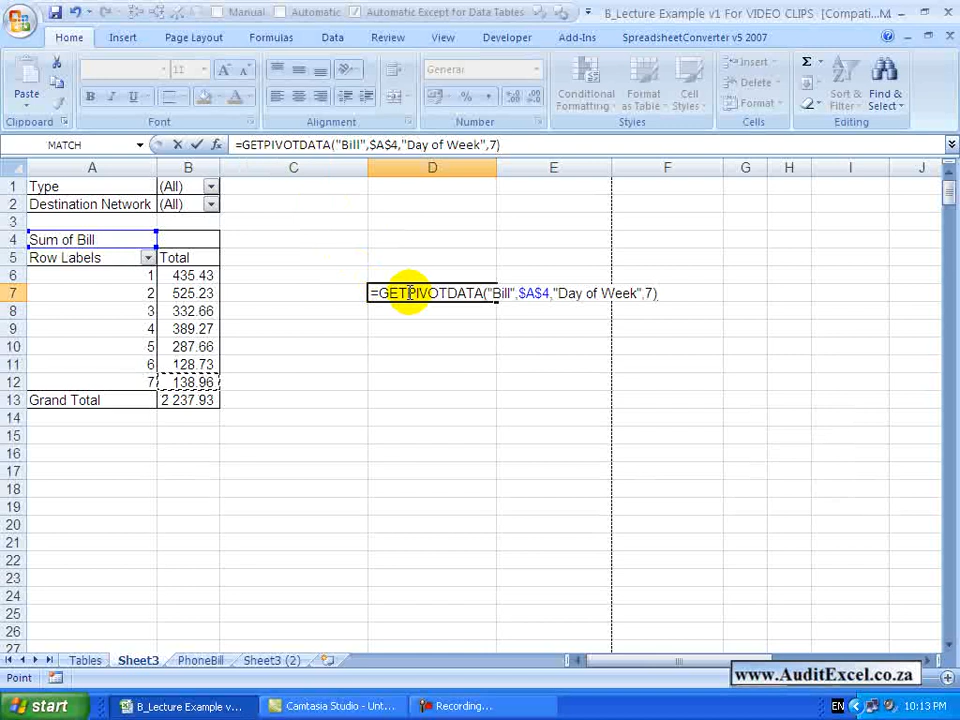 Manual Automatic Automatic Except for Data Tables B_Lecture Example v1 For VIDEO CLIPS [Compati...M...
Home Insert Page Layout Formulas Data Review View Developer Add-Ins SpreadsheetConverter v5 2007
Paste
Clipboard
11
B I U
Font
Alignment
General
Number
Conditional Formatting
Format as Table
Cell Styles
Styles
Insert
Delete
Format
Cells
Sort & Filter
Find & Select
Editing
MATCH =GETPIVOTDATA("Bill",$A$4,"Day of Week",7)
A B C D E F G H I J
1 Type (All)
2 Destination Network (All)
3
4 Sum of Bill
5 Row Labels Total
6 1 435.43
7 2 525.23 =GETPIVOTDATA("Bill",$A$4,"Day of Week",7)
8 3 332.66
9 4 389.27
10 5 287.66
11 6 128.73
12 7 138.96
13 Grand Total 2 237.93
14
15
16
17
18
19
20
21
22
23
24
25
26
27
Tables Sheet3 PhoneBill Sheet3 (2)
Point
www.AuditExcel.co.za
start B_Lecture Example v... Camtasia Studio - Unt... Recording... EN 10:13 PM